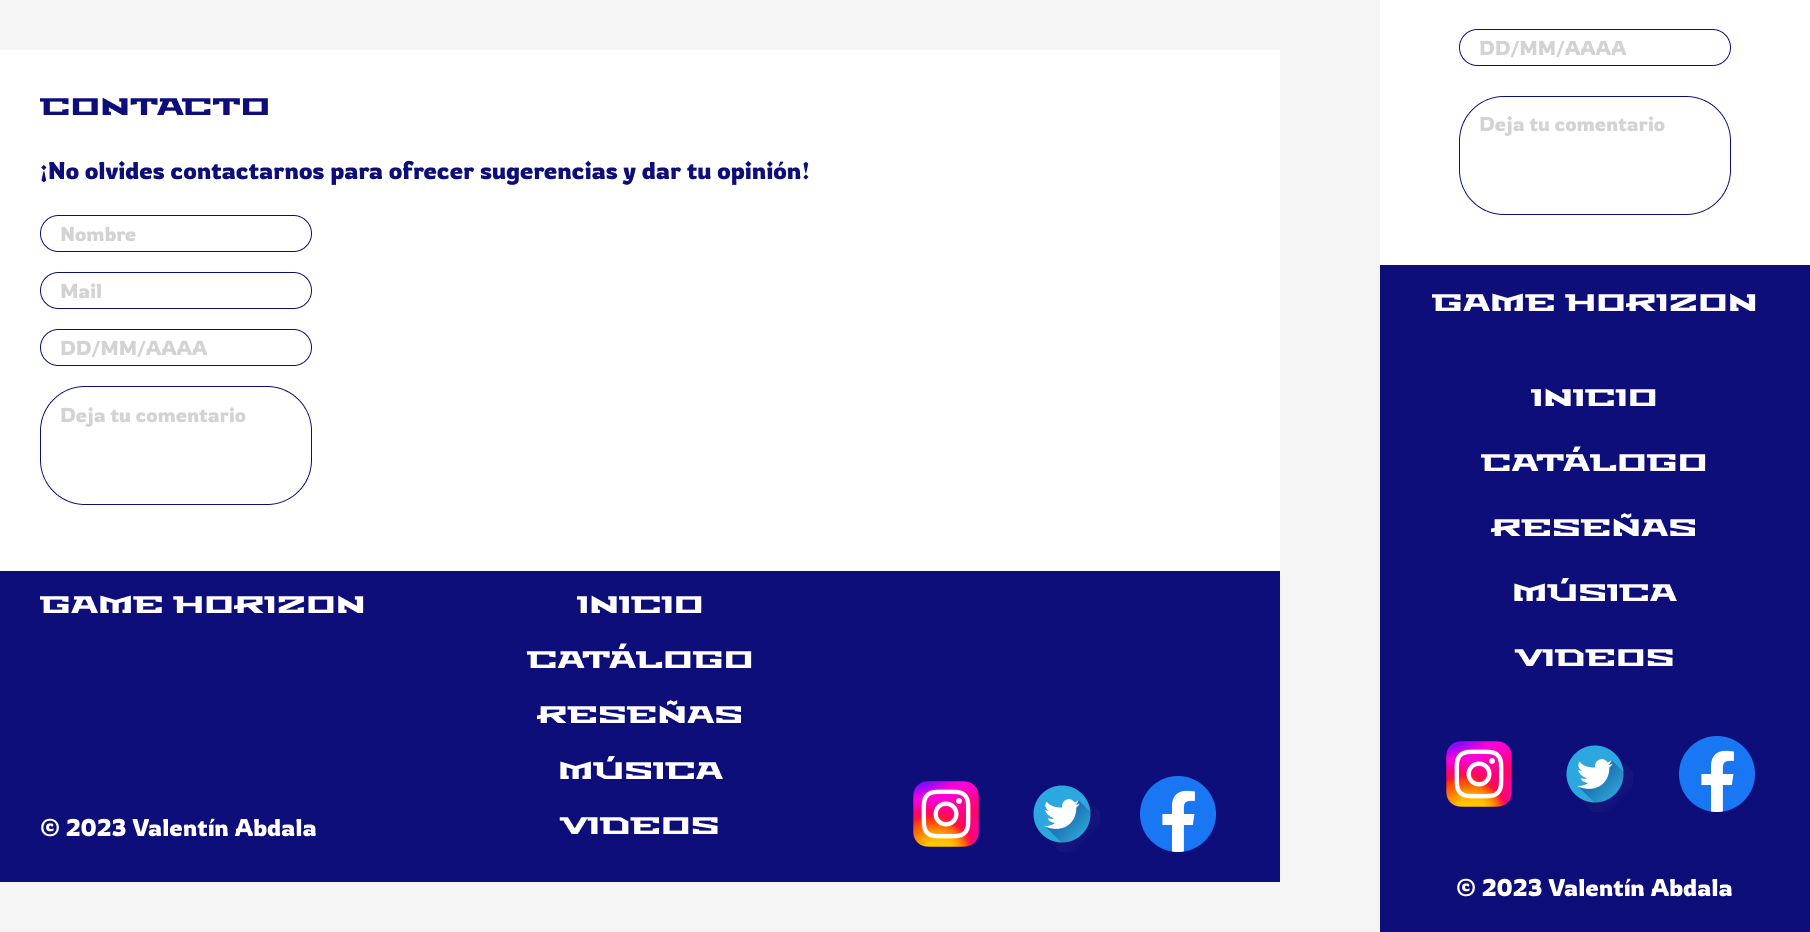 CONTACTO
¡No olvides contactarnos para ofrecer sugerencias y dar tu opinión!
Nombre
Mail
DD/MM/AAAA
Deja tu comentario
GAME HORIZON
INICIO
CATÁLOGO
RESEÑAS
MÚSICA
VIDEOS
© 2023 Valentín Abdala
DD/MM/AAAA
Deja tu comentario
GAME HORIZON
INICIO
CATÁLOGO
RESEÑAS
MÚSICA
VIDEOS
© 2023 Valentín Abdala